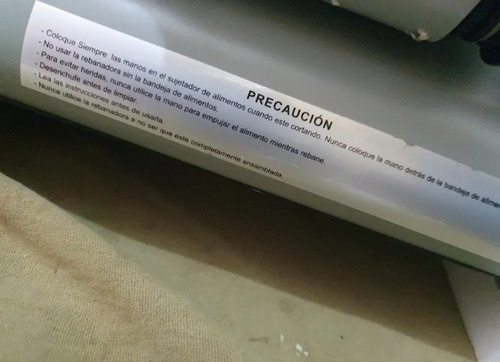 PRECAUCIÓN
- Coloque Siempre las manos en el sujetador de alimentos cuando este cortando. Nunca coloque la mano detrás de la bandeja de
- No usar la rebanadora sin la bandeja de alimentos.
- Para evitar heridas, nunca utilice la mano para empujar el alimento mientras rebane.
- Desenchufe antes de limpiar.
- Lea las instrucciones antes de usarla.
- Nunca utilice la rebanadora a no ser que este completamente ensamblada.